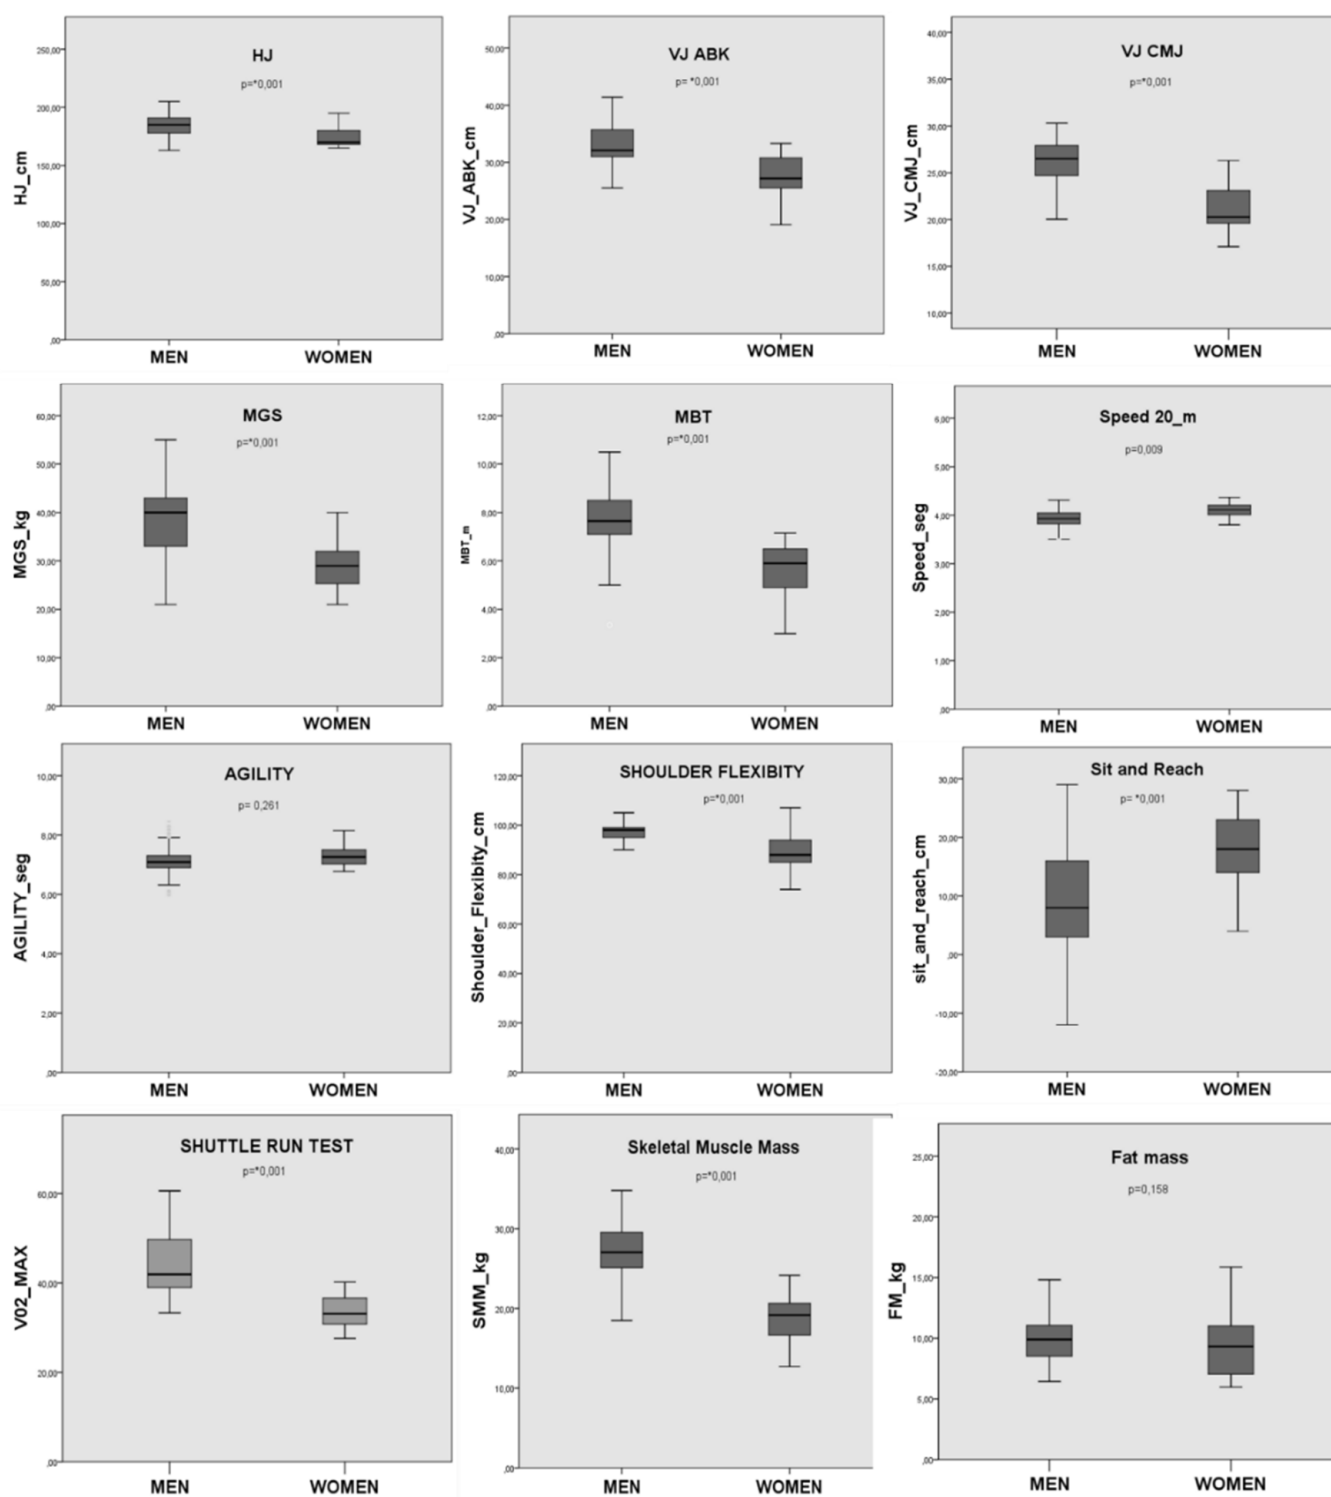 HJ
p=*0,001
HJ_cm
250,00
200,00
150,00
100,00
50,00
,00
MEN WOMEN
VJ ABK
p= *0,001
VJ_ABK_cm
50,00
40,00
30,00
20,00
10,00
,00
MEN WOMEN
VJ CMJ
p=*0,001
VJ_CMJ_cm
40,00
35,00
30,00
25,00
20,00
15,00
10,00
MEN WOMEN
MGS
p=*0,001
MGS_kg
60,00
50,00
40,00
30,00
20,00
10,00
,00
MEN WOMEN
MBT
p=*0,001
MBT_m
12,00
10,00
8,00
6,00
4,00
2,00
,00
MEN WOMEN
Speed 20_m
p=0,009
Speed_seg
6,00
5,00
4,00
3,00
2,00
1,00
,00
MEN WOMEN
AGILITY
p= 0,261
AGILITY_seg
10,00
8,00
6,00
4,00
2,00
,00
MEN WOMEN
SHOULDER FLEXIBITY
p=*0,001
Shoulder_Flexibity_cm
120,00
100,00
80,00
60,00
40,00
20,00
,00
MEN WOMEN
Sit and Reach
p= *0,001
sit_and_reach_cm
30,00
20,00
10,00
,00
-10,00
-20,00
MEN WOMEN
SHUTTLE RUN TEST
p=*0,001
V02_MAX
60,00
40,00
20,00
,00
MEN WOMEN
Skeletal Muscle Mass
p=*0,001
SMM_kg
40,00
30,00
20,00
10,00
,00
MEN WOMEN
Fat mass
p=0,158
FM_kg
25,00
20,00
15,00
10,00
5,00
,00
MEN WOMEN